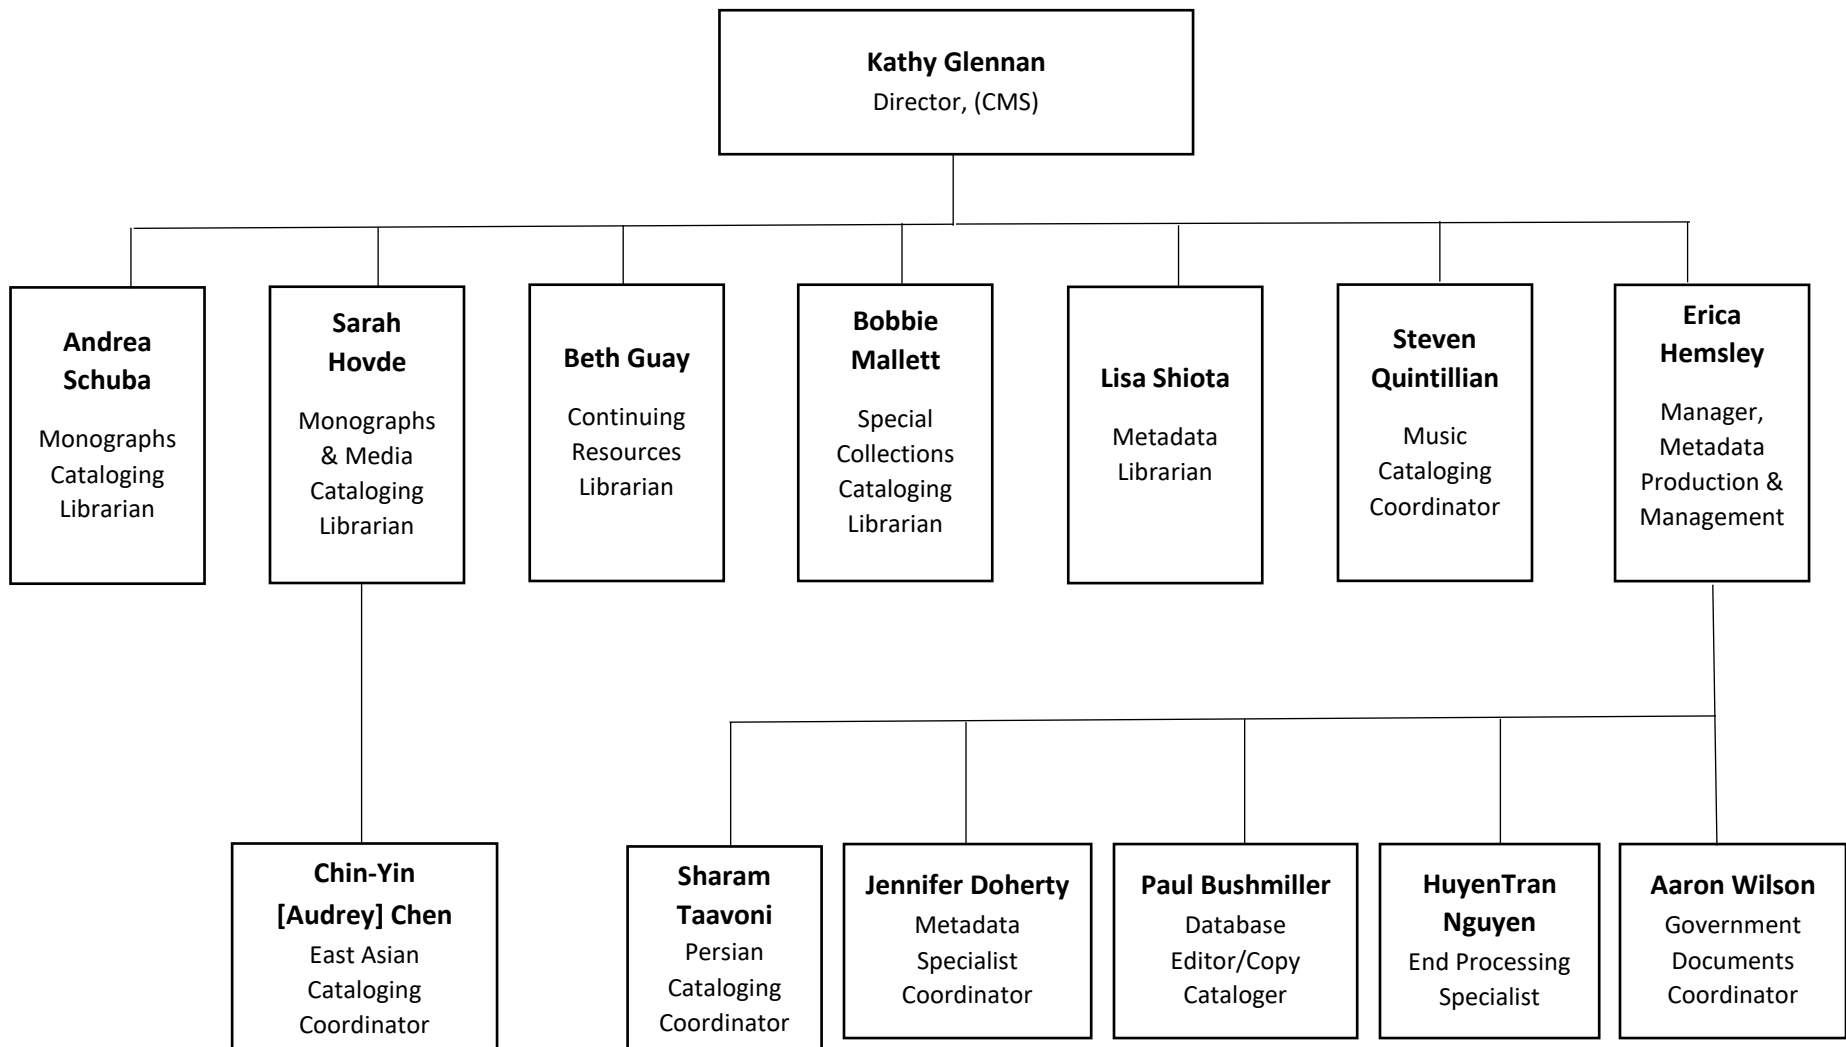 Kathy Glennan
Director, (CMS)
Andrea
Schuba
Monographs
Cataloging
Librarian
Sarah
Hovde
Monographs
& Media
Cataloging
Librarian
Beth Guay
Continuing
Resources
Librarian
Bobbie
Mallett
Special
Collections
Cataloging
Librarian
Lisa Shiota
Metadata
Librarian
Steven
Quintillian
Music
Cataloging
Coordinator
Erica
Hemsley
Manager,
Metadata
Production &
Management
Chin-Yin
[Audrey] Chen
East Asian
Cataloging
Coordinator
Sharam
Taavoni
Persian
Cataloging
Coordinator
Jennifer Doherty
Metadata
Specialist
Coordinator
Paul Bushmiller
Database
Editor/Copy
Cataloger
HuyenTran
Nguyen
End Processing
Specialist
Aaron Wilson
Government
Documents
Coordinator